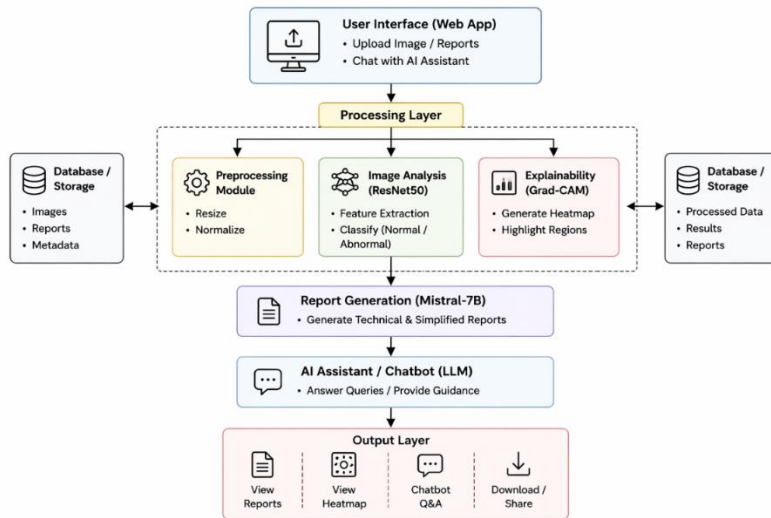 User Interface (Web App)
• Upload Image / Reports
• Chat with AI Assistant
Processing Layer
Database /
Storage
• Images
• Reports
• Metadata
Preprocessing
Module
• Resize
• Normalize
Image Analysis
(ResNet50)
• Feature Extraction
• Classify (Normal /
Abnormal)
Explainability
(Grad-CAM)
• Generate Heatmap
• Highlight Regions
Database /
Storage
• Processed Data
• Results
• Reports
Report Generation (Mistral-7B)
• Generate Technical & Simplified Reports
AI Assistant / Chatbot (LLM)
• Answer Queries / Provide Guidance
Output Layer
View
Reports
View
Heatmap
Chatbot
Q&A
Download /
Share